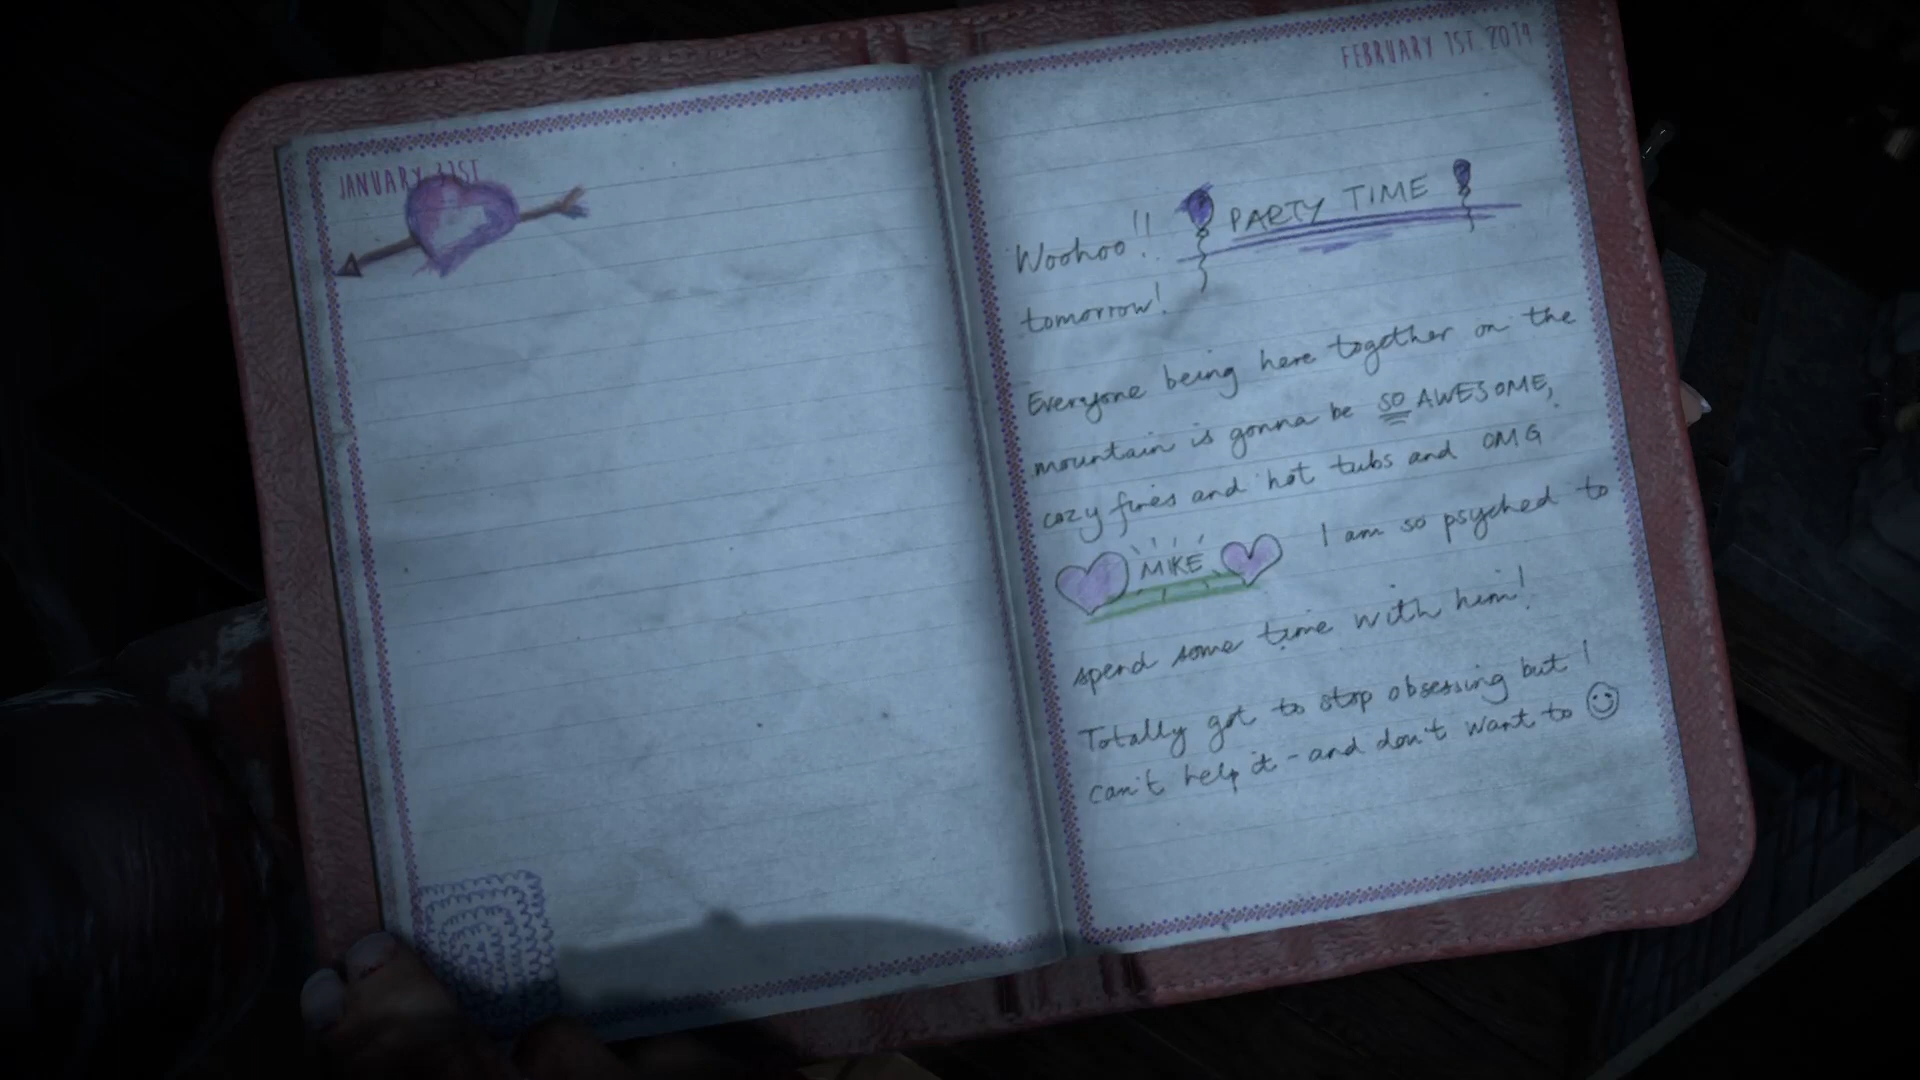 JANUARY 31ST
FEBRUARY 1ST 2014
Woohoo!! PARTY TIME
tomorrow!
Everyone being here together on the
mountain is gonna be SO AWESOME,
cozy fires and hot tubs and OMG
MIKE I am so psyched to
spend some time with him!
Totally got to stop obsessing but I
can't help it - and don't want to